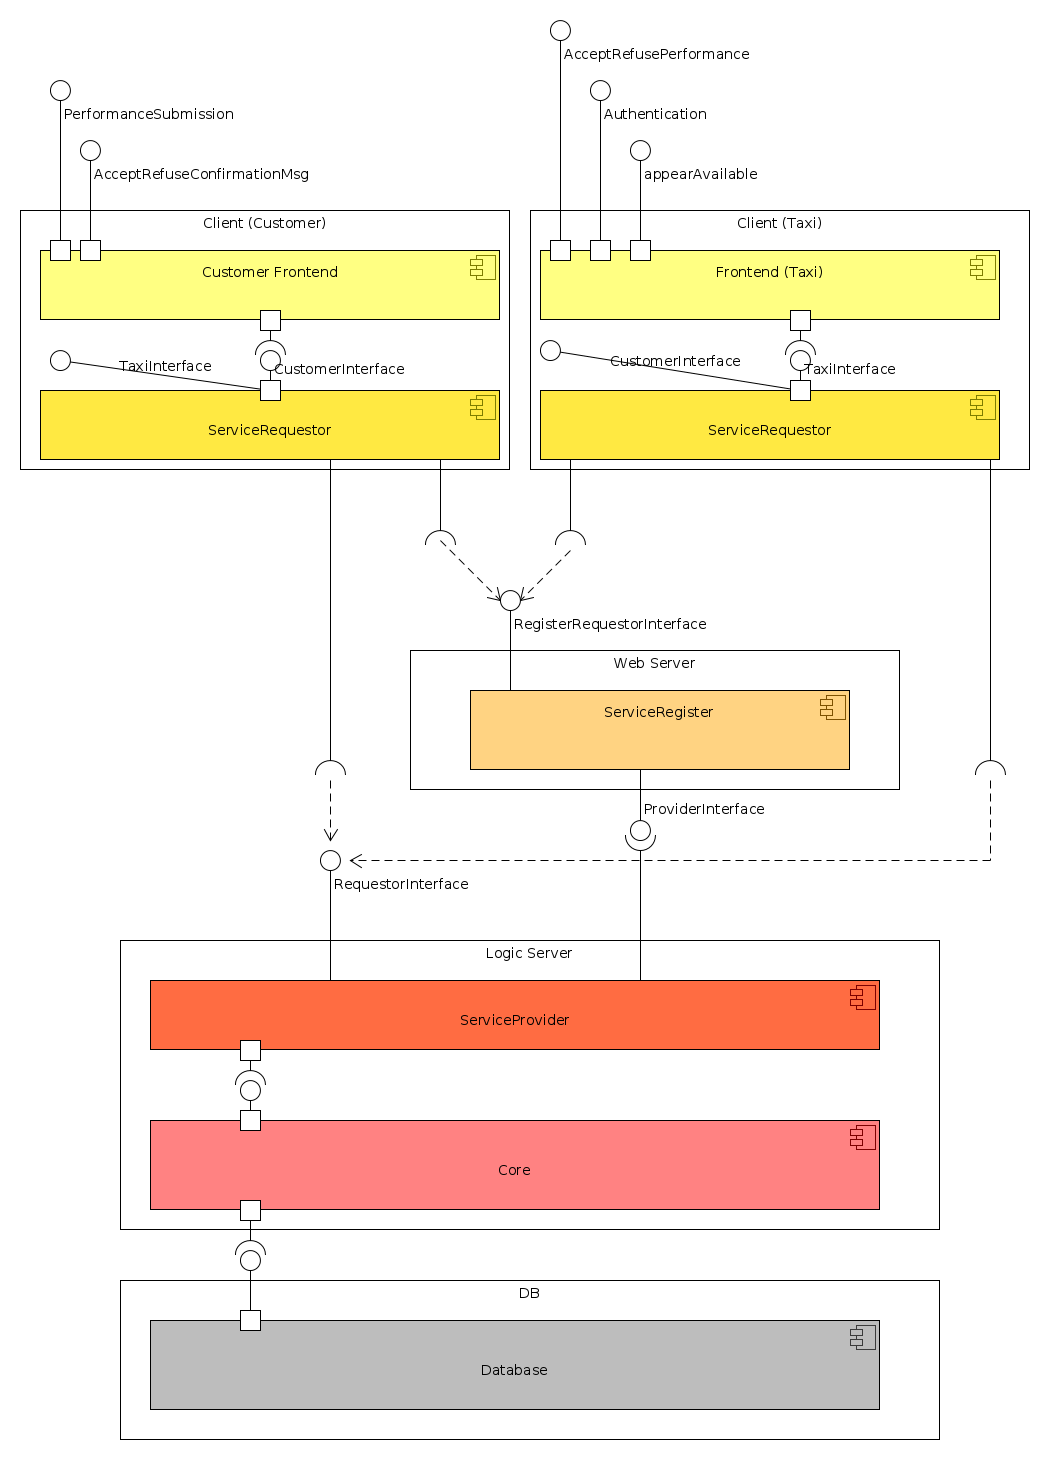 AcceptRefusePerformance
PerformanceSubmission
Authentication
AcceptRefuseConfirmationMsg
appearAvailable
Client (Customer)
Client (Taxi)
Customer Frontend
Frontend (Taxi)
TaxiInterface
CustomerInterface
CustomerInterface
TaxiInterface
ServiceRequestor
ServiceRequestor
RegisterRequestorInterface
Web Server
ServiceRegister
ProviderInterface
RequestorInterface
Logic Server
ServiceProvider
Core
DB
Database